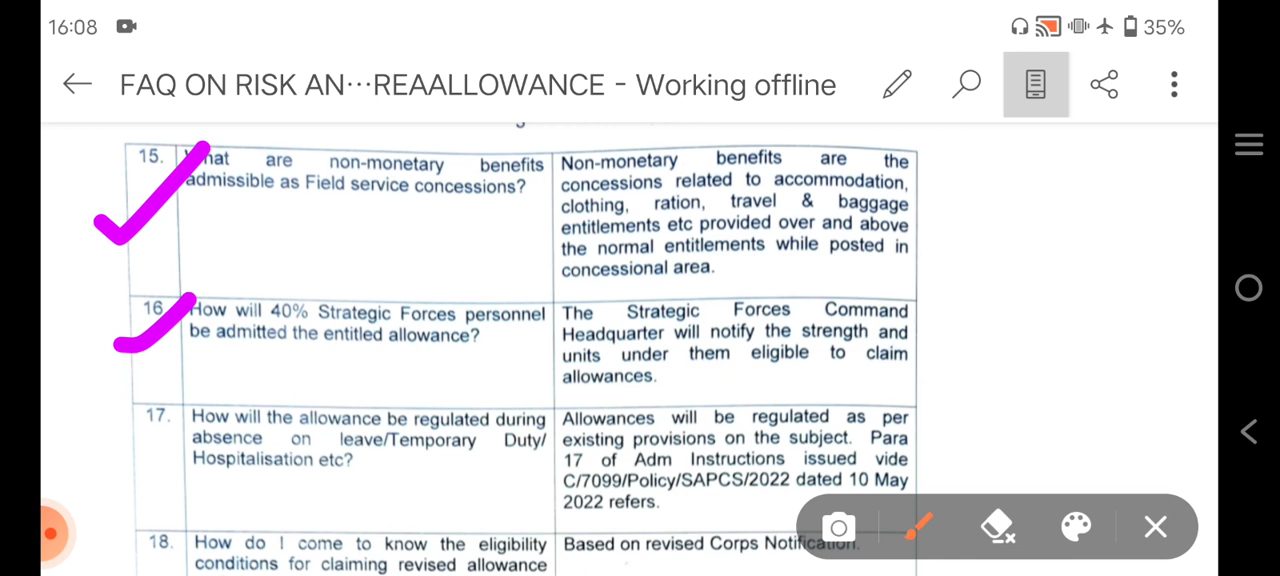 16:08
35%
FAQ ON RISK AN···REAALLOWANCE - Working offline
15. What are non-monetary benefits
admissible as Field service concessions?
Non-monetary benefits are the
concessions related to accommodation,
clothing, ration, travel & baggage
entitlements etc provided over and above
the normal entitlements while posted in
concessional area.
16. How will 40% Strategic Forces personnel
be admitted the entitled allowance?
The Strategic Forces Command
Headquarter will notify the strength and
units under them eligible to claim
allowances.
17. How will the allowance be regulated during
absence on leave/Temporary Duty/
Hospitalisation etc?
Allowances will be regulated as per
existing provisions on the subject. Para
17 of Adm Instructions issued vide
C/7099/Policy/SAPCS/2022 dated 10 May
2022 refers.
18. How do I come to know the eligibility
conditions for claiming revised allowance
Based on revised Corps Notification.